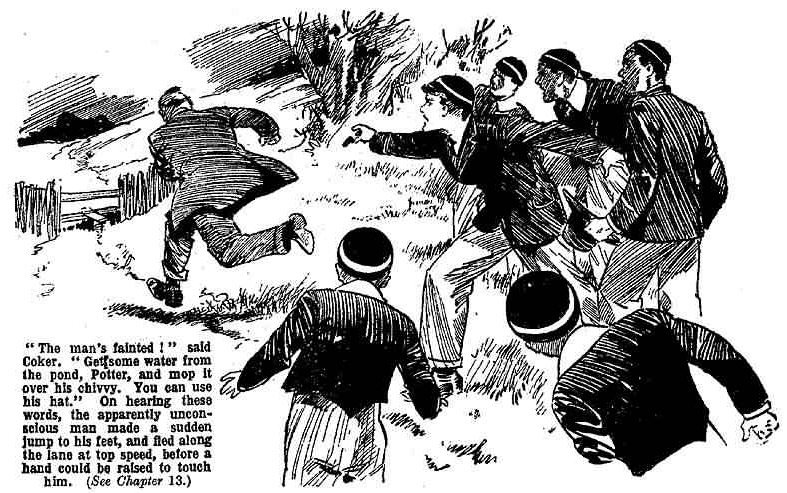 "The man's fainted!" said
Coker. "Get some water from
the pond, Potter, and mop it
over his chivvy. You can use
his hat." On hearing these
words, the apparently uncon-
scious man made a sudden
jump to his feet, and fled along
the lane at top speed, before a
hand could be raised to touch
him. (See Chapter 13.)